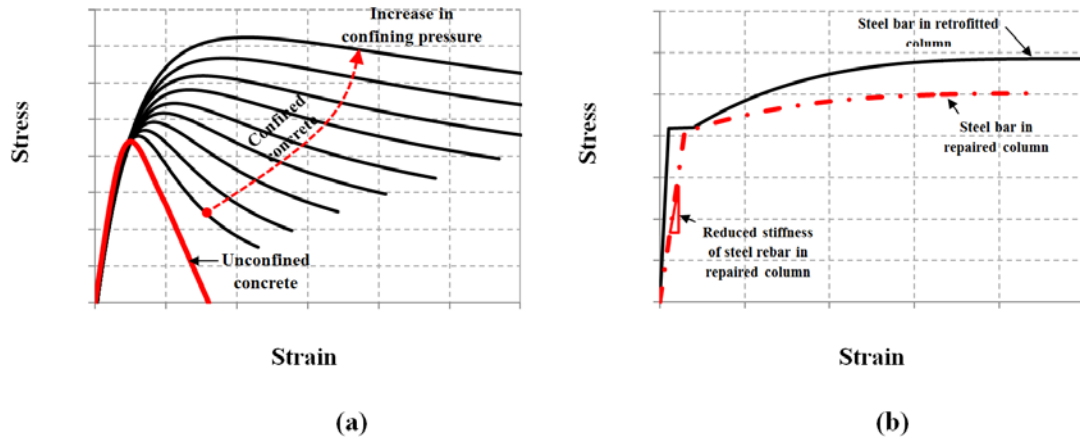 Stress
Increase in
confining pressure
Confined
concrete
Unconfined
concrete
Strain
(a)
Stress
Steel bar in retrofitted
column
Steel bar in
repaired column
Reduced stiffness
of steel rebar in
repaired column
Strain
(b)